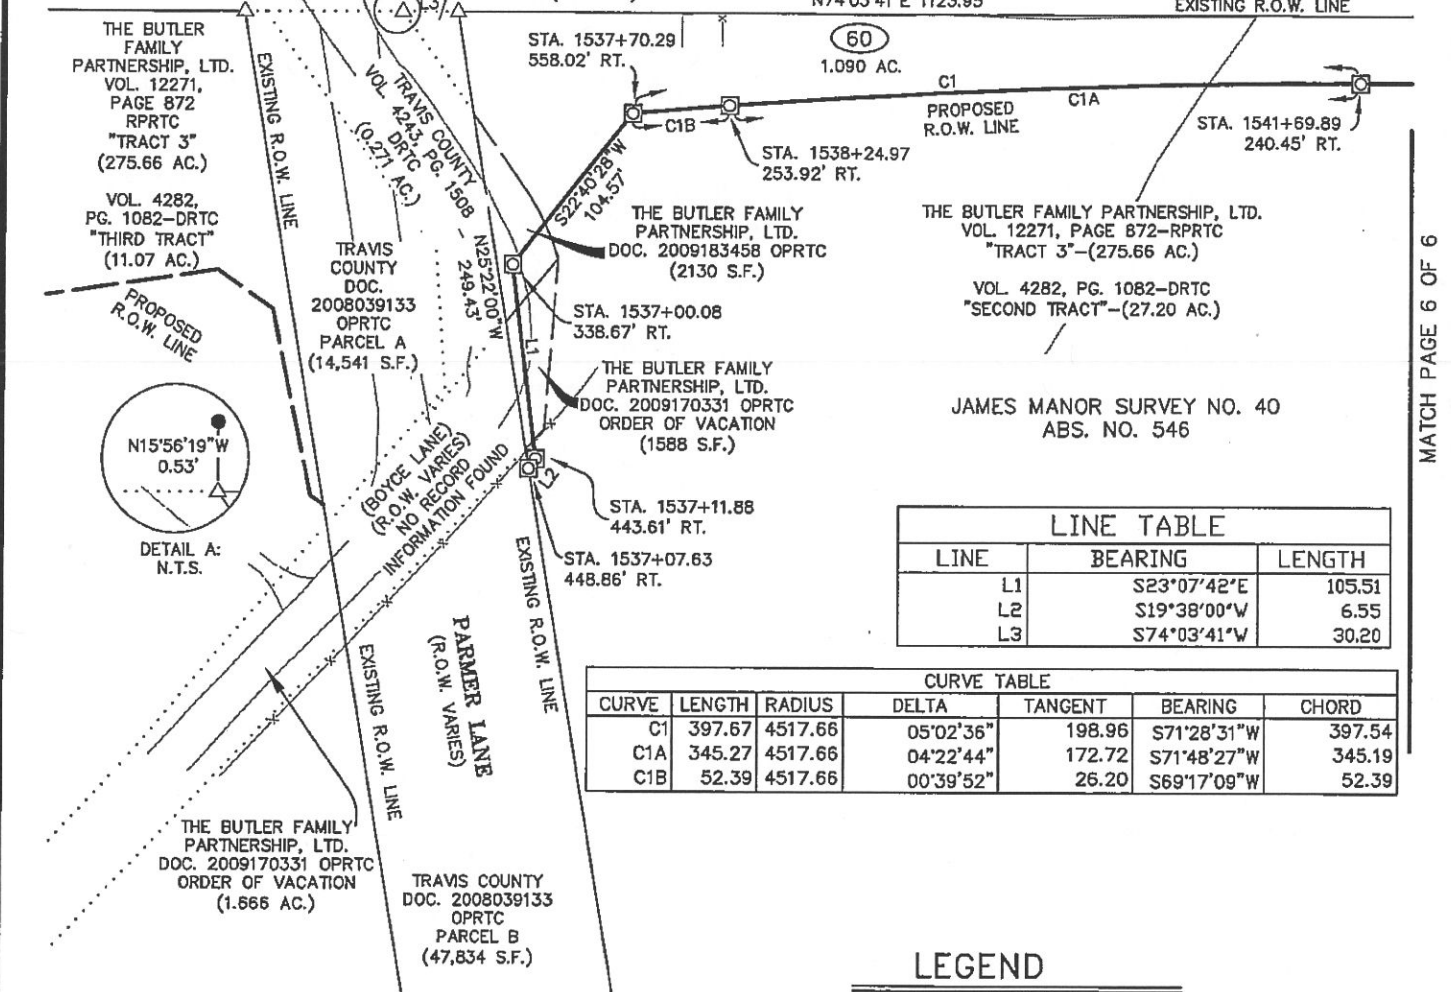 N74°03'41"E 1123.95
EXISTING R.O.W. LINE
L3
THE BUTLER
FAMILY
PARTNERSHIP, LTD.
VOL. 12271,
PAGE 872
RPRTC
"TRACT 3"
(275.66 AC.)
VOL. 4282,
PG. 1082-DRTC
"THIRD TRACT"
(11.07 AC.)
PROPOSED
R.O.W. LINE
EXISTING R.O.W. LINE
TRAVIS COUNTY
VOL. 4243, PG. 1508
DRTC
(0.271 AC.)
STA. 1537+70.29
558.02' RT.
60
1.090 AC.
C1
C1A
C1B
PROPOSED
R.O.W. LINE
STA. 1538+24.97
253.92' RT.
STA. 1541+69.89
240.45' RT.
S22°40'28"W
104.57'
THE BUTLER FAMILY
PARTNERSHIP, LTD.
DOC. 2009183458 OPRTC
(2130 S.F.)
THE BUTLER FAMILY PARTNERSHIP, LTD.
VOL. 12271, PAGE 872-RPRTC
"TRACT 3"-(275.66 AC.)
VOL. 4282, PG. 1082-DRTC
"SECOND TRACT"-(27.20 AC.)
TRAVIS
COUNTY
DOC.
2008039133
OPRTC
PARCEL A
(14,541 S.F.)
N25°22'00"W
249.43'
STA. 1537+00.08
338.67' RT.
L1
THE BUTLER FAMILY
PARTNERSHIP, LTD.
DOC. 2009170331 OPRTC
ORDER OF VACATION
(1588 S.F.)
JAMES MANOR SURVEY NO. 40
ABS. NO. 546
MATCH PAGE 6 OF 6
N15°56'19"W
0.53'
DETAIL A:
N.T.S.
(BOYCE LANE)
(R.O.W. VARIES)
NO RECORD
INFORMATION FOUND
L2
STA. 1537+11.88
443.61' RT.
STA. 1537+07.63
448.86' RT.
EXISTING R.O.W. LINE
PARMER LANE
(R.O.W. VARIES)
EXISTING R.O.W. LINE
LINE TABLE
LINE BEARING LENGTH
L1 S23°07'42"E 105.51
L2 S19°38'00"W 6.55
L3 S74°03'41"W 30.20
CURVE TABLE
CURVE LENGTH RADIUS DELTA TANGENT BEARING CHORD
C1 397.67 4517.66 05°02'36" 198.96 S71°28'31"W 397.54
C1A 345.27 4517.66 04°22'44" 172.72 S71°48'27"W 345.19
C1B 52.39 4517.66 00°39'52" 26.20 S69°17'09"W 52.39
THE BUTLER FAMILY
PARTNERSHIP, LTD.
DOC. 2009170331 OPRTC
ORDER OF VACATION
(1.666 AC.)
TRAVIS COUNTY
DOC. 2008039133
OPRTC
PARCEL B
(47,834 S.F.)
LEGEND